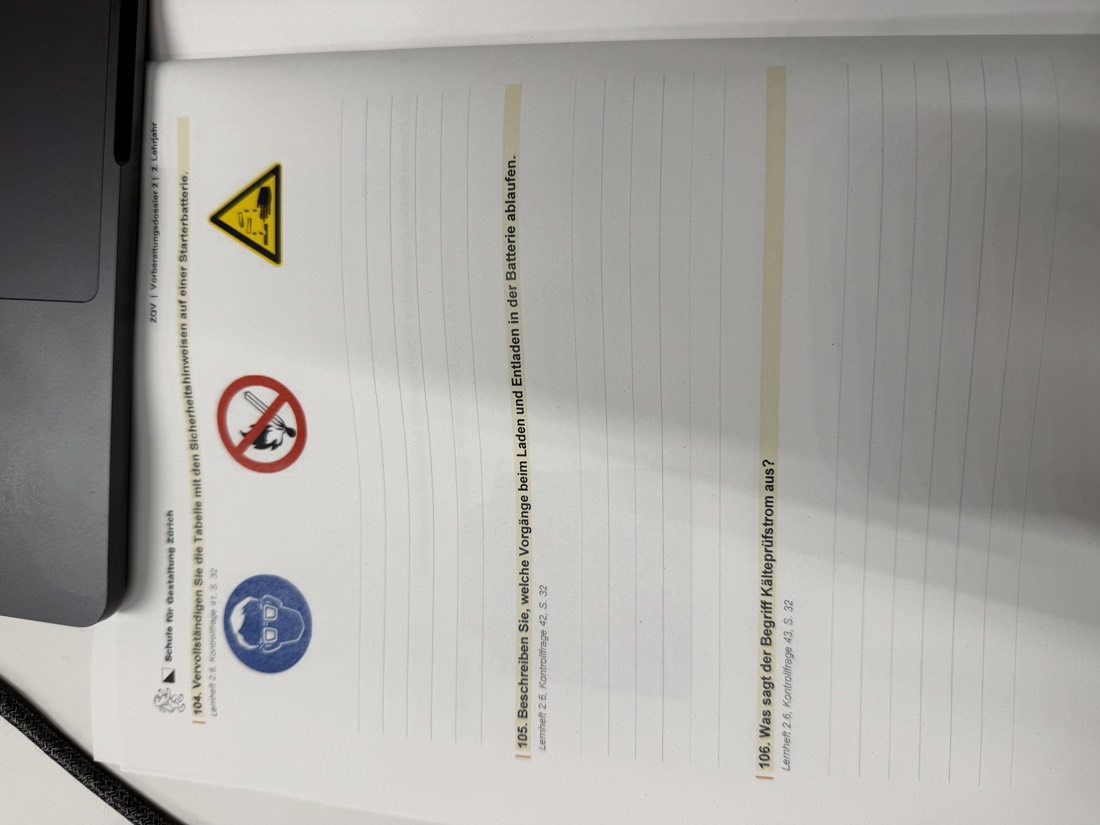 Schule für Gestaltung Zürich
ZQV | Vorbereitungsdossier 2 | 2. Lehrjahr
104. Vervollständigen Sie die Tabelle mit den Sicherheitshinweisen auf einer Starterbatterie.
Lernheft 2.6, Kontrollfrage 41, S. 32
105. Beschreiben Sie, welche Vorgänge beim Laden und Entladen in der Batterie ablaufen.
Lernheft 2.6, Kontrollfrage 42, S. 32
106. Was sagt der Begriff Kälteprüfstrom aus?
Lernheft 2.6, Kontrollfrage 43, S. 32